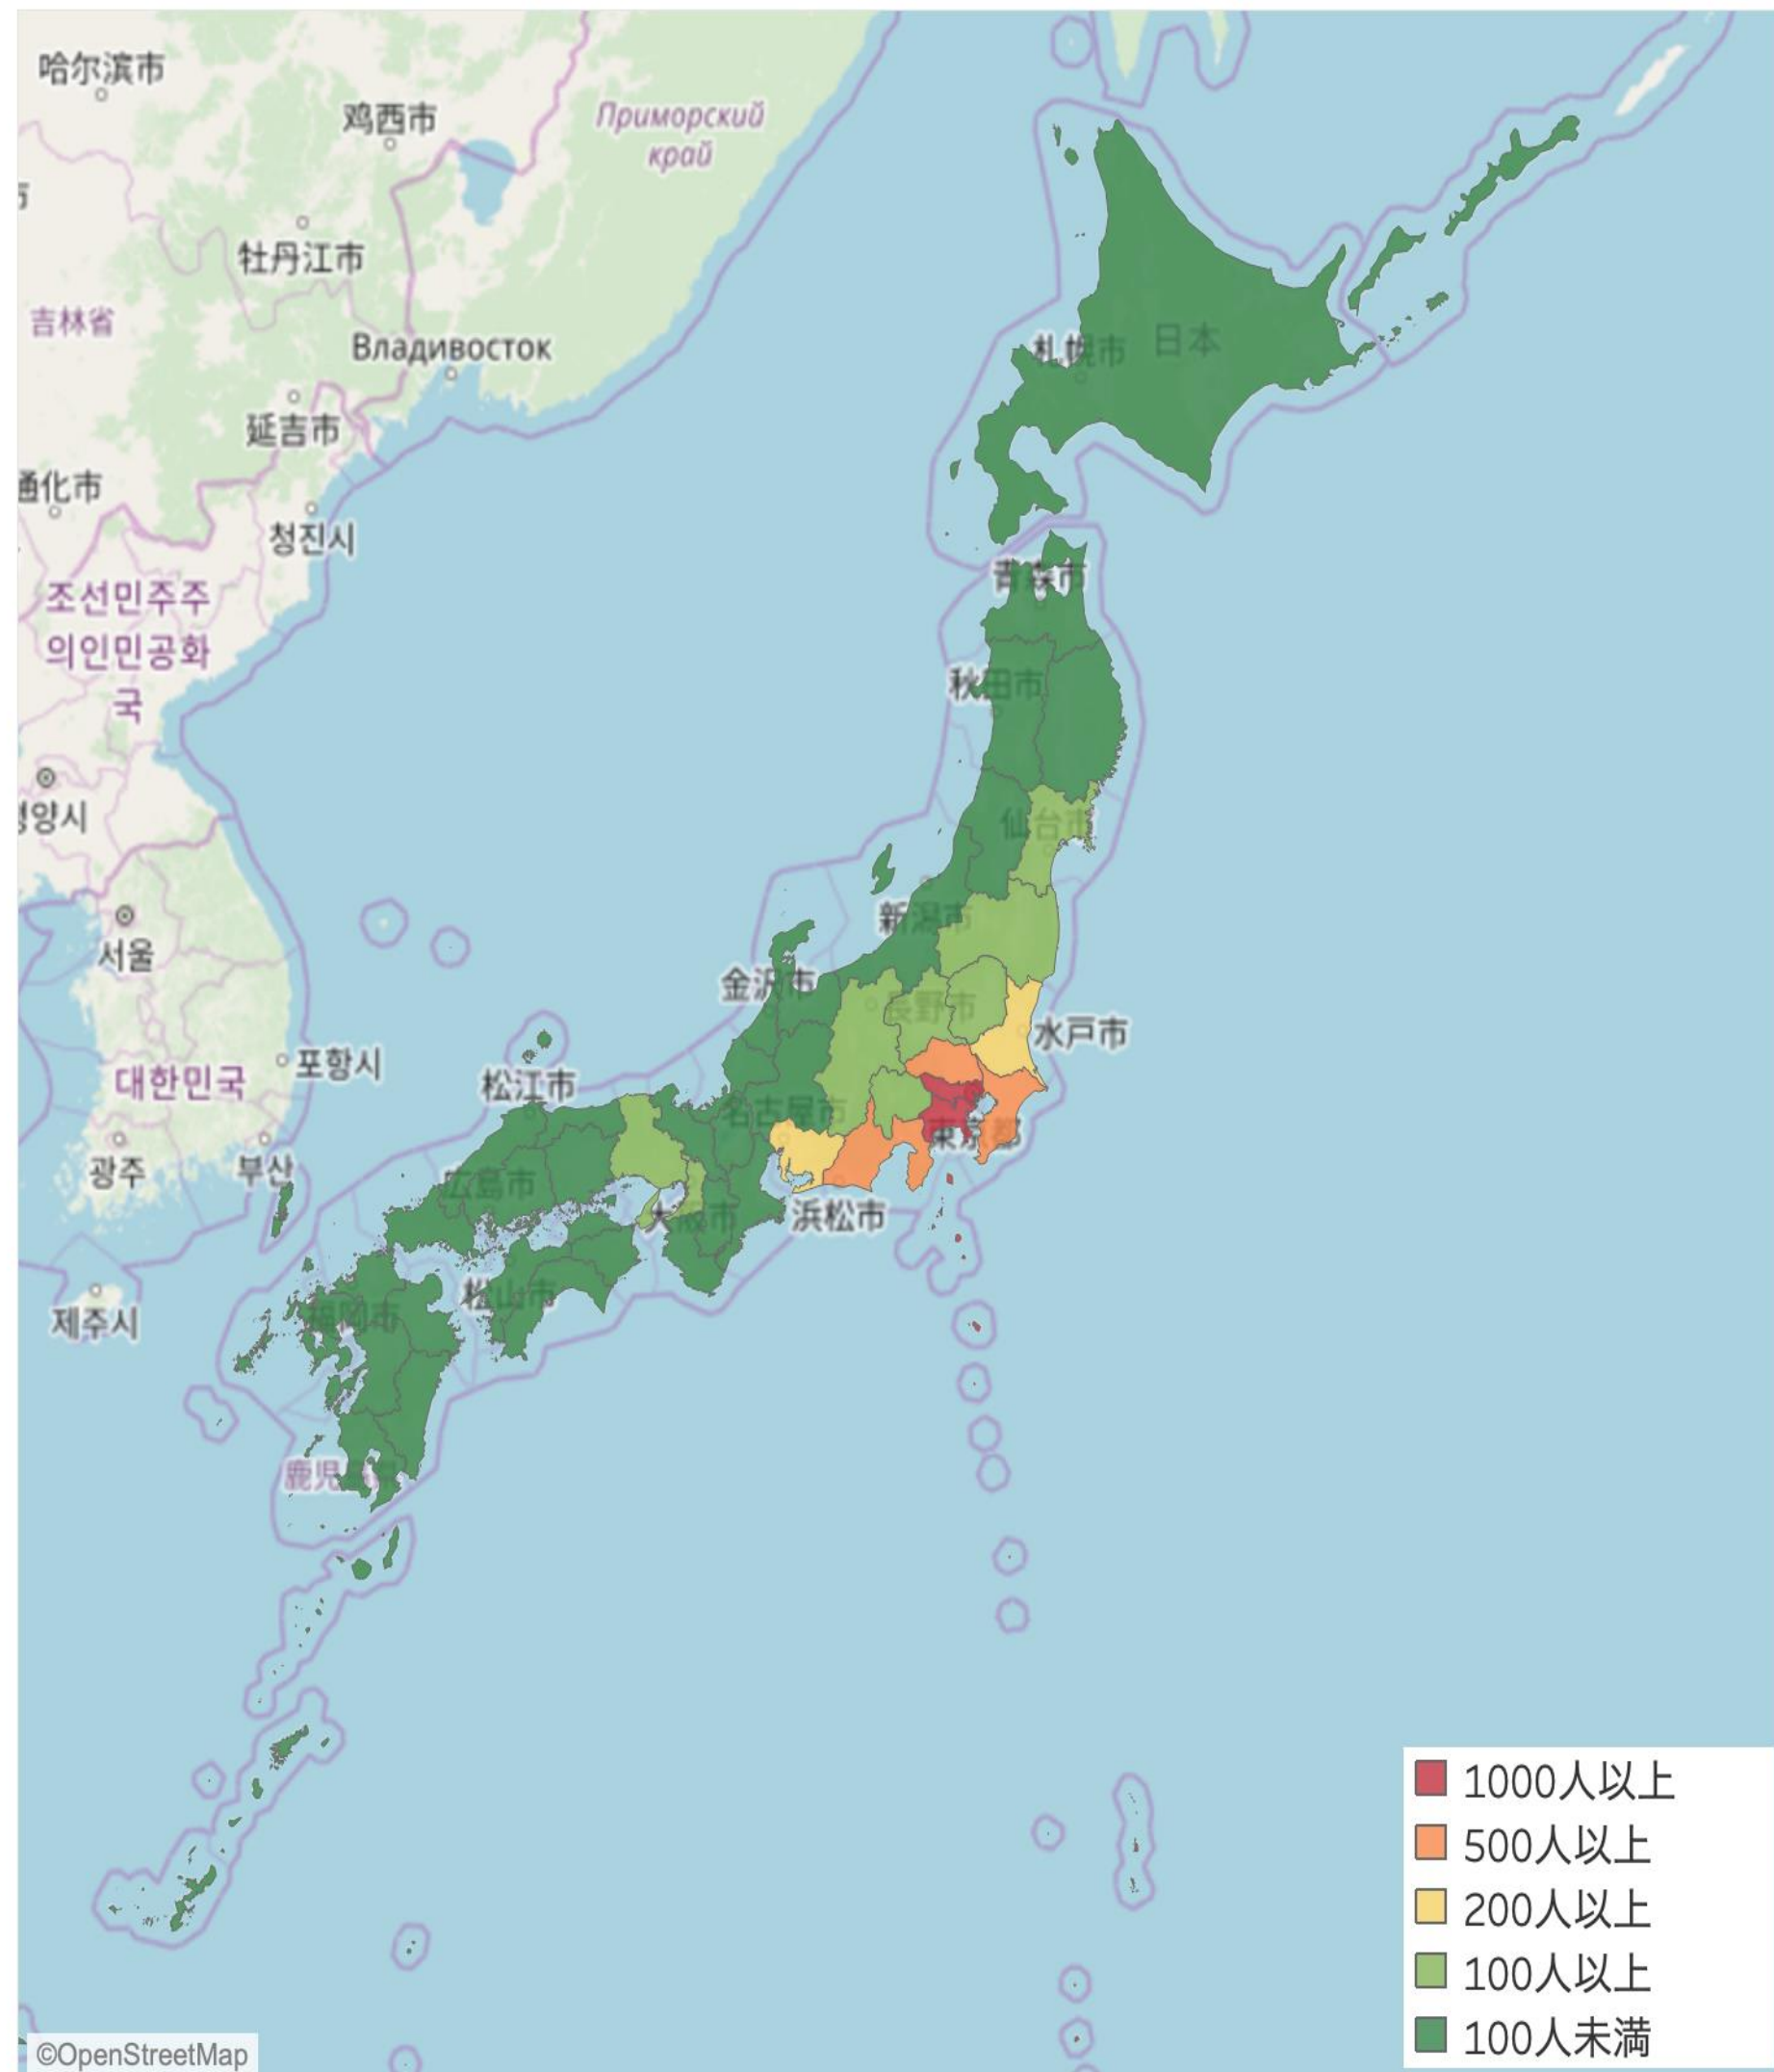 哈尔滨市
鸡西市
Приморский
край
牡丹江市
吉林省
Владивосток
札幌市
日本
延吉市
通化市
청진시
青森市
조선민주주
의인민공화
국
秋田市
仙台市
서울
新潟市
金沢市
長野市
水戸市
포항시
대한민국
松江市
名古屋市
東京都
광주
부산
広島市
大阪市
浜松市
松山市
제주시
福岡市
鹿児島県
1000人以上
500人以上
200人以上
100人以上
100人未満
©OpenStreetMap